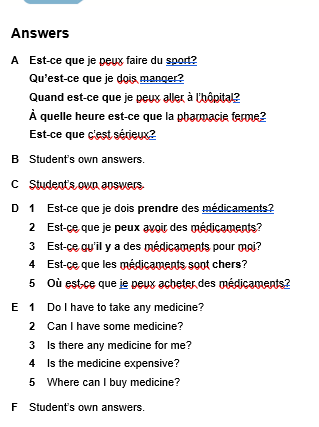 Answers
A Est-ce que je peux faire du sport?
Qu'est-ce que je dois manger?
Quand est-ce que je peux aller à l'hôpital?
À quelle heure est-ce que la pharmacie ferme?
Est-ce que c'est sérieux?
B Student's own answers.
C Student's own answers.
D 1 Est-ce que je dois prendre des médicaments?
2 Est-ce que je peux avoir des médicaments?
3 Est-ce qu'il y a des médicaments pour moi?
4 Est-ce que les médicaments sont chers?
5 Où est-ce que je peux acheter des médicaments?
E 1 Do I have to take any medicine?
2 Can I have some medicine?
3 Is there any medicine for me?
4 Is the medicine expensive?
5 Where can I buy medicine?
F Student's own answers.